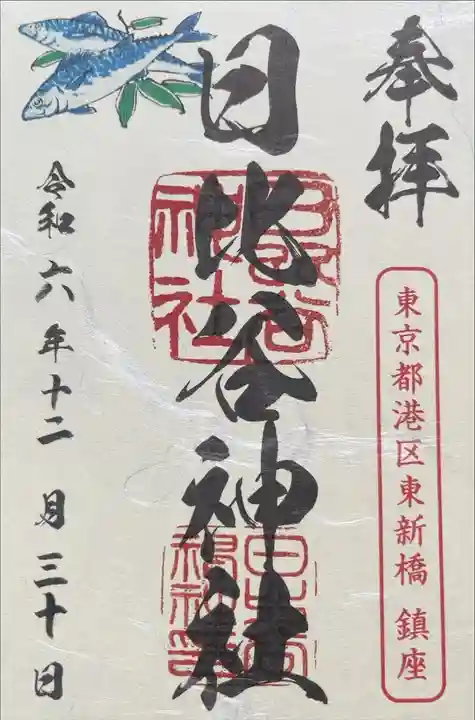 奉拝
東京都港区東新橋 鎮座
日比谷神社
令和六年十二月三十日